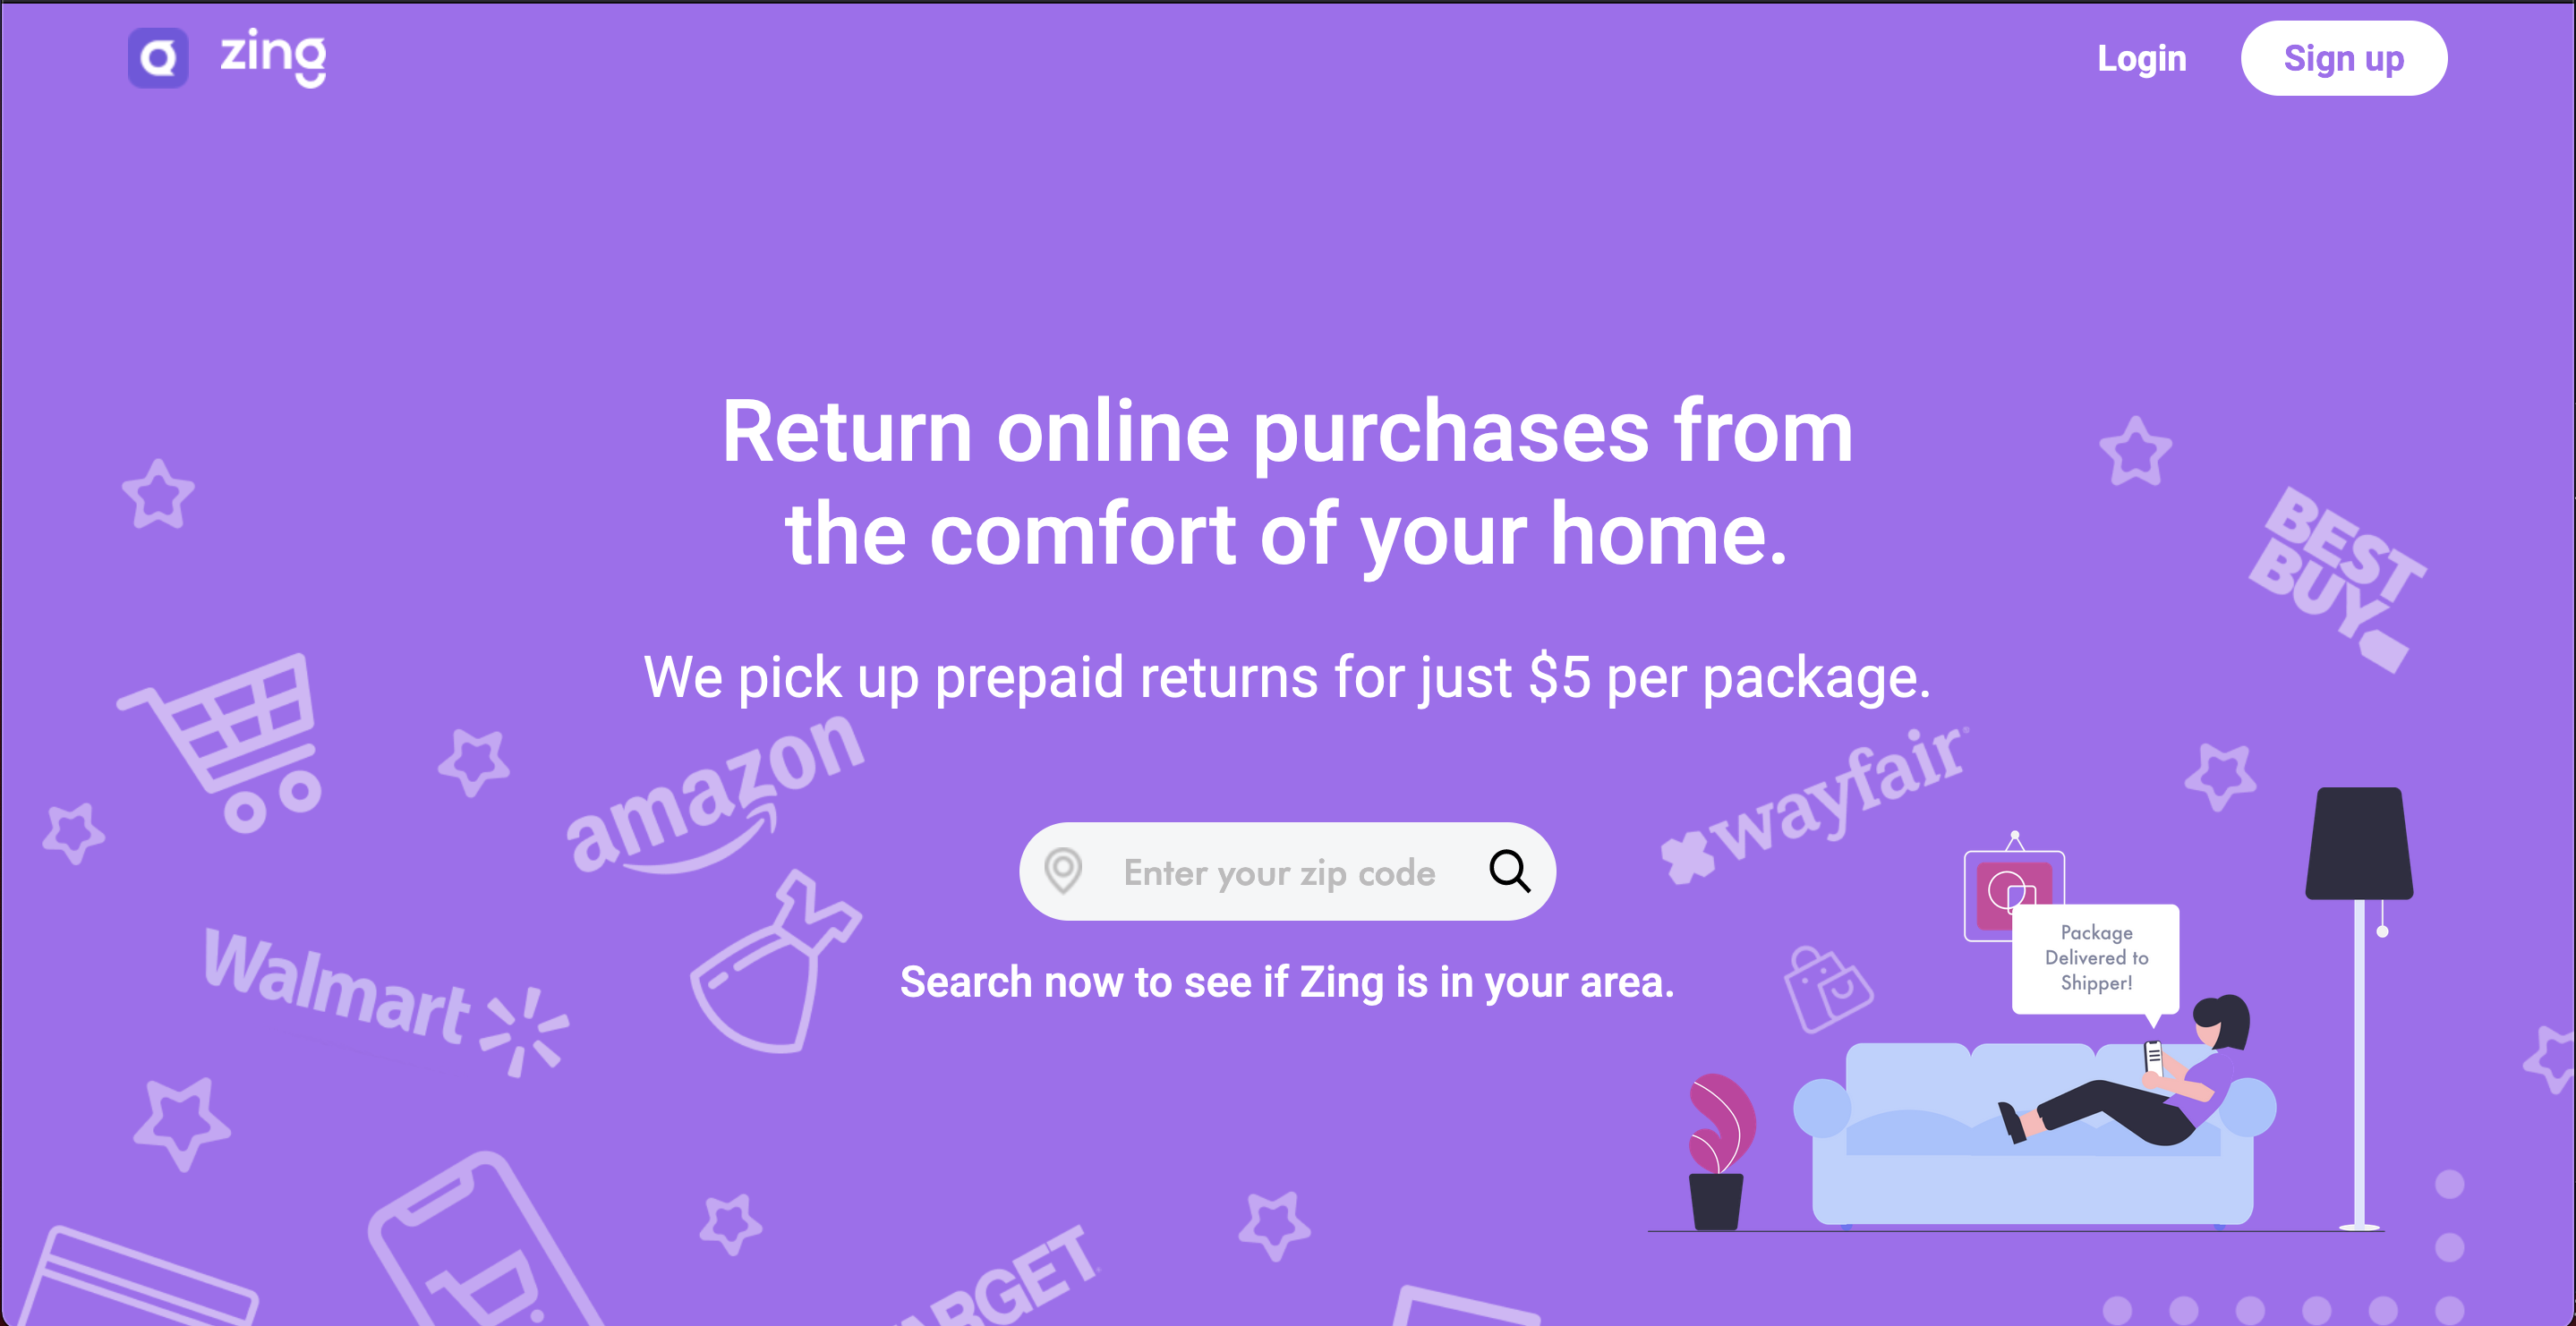 zing
Login
Sign up
Return online purchases from
the comfort of your home.
We pick up prepaid returns for just $5 per package.
BEST
BUY
amazon
wayfair
Enter your zip code
Walmart
Search now to see if Zing is in your area.
Package
Delivered to
Shipper!
ARGET